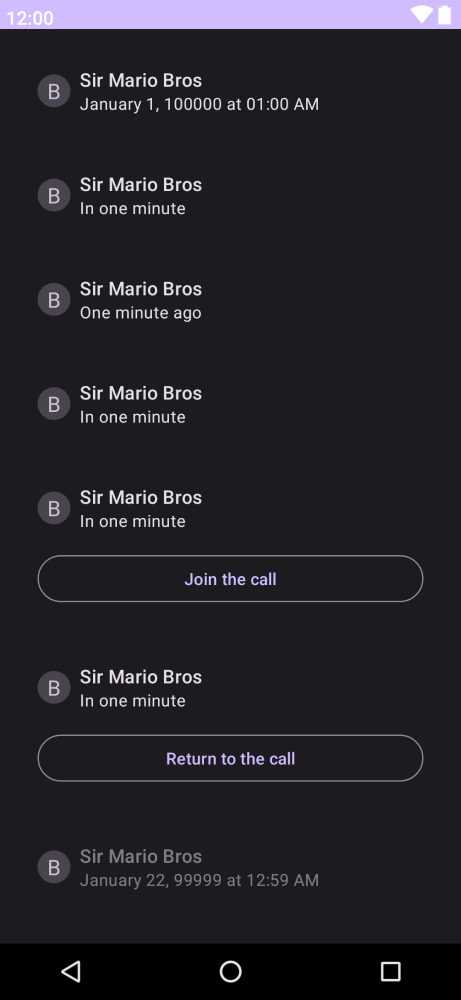 12:00
B
Sir Mario Bros
January 1, 100000 at 01:00 AM
B
Sir Mario Bros
In one minute
B
Sir Mario Bros
One minute ago
B
Sir Mario Bros
In one minute
B
Sir Mario Bros
In one minute
Join the call
B
Sir Mario Bros
In one minute
Return to the call
B
Sir Mario Bros
January 22, 99999 at 12:59 AM